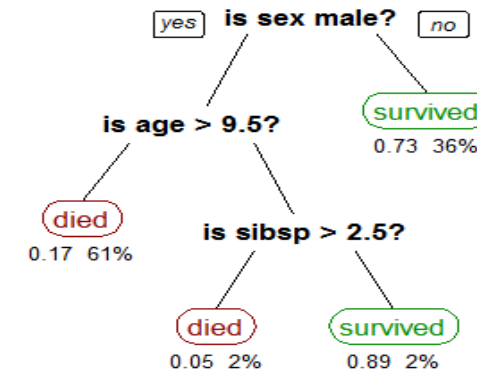 yes is sex male? no
survived
is age > 9.5?
0.73 36%
died
is sibsp > 2.5?
0.17 61%
died survived
0.05 2% 0.89 2%